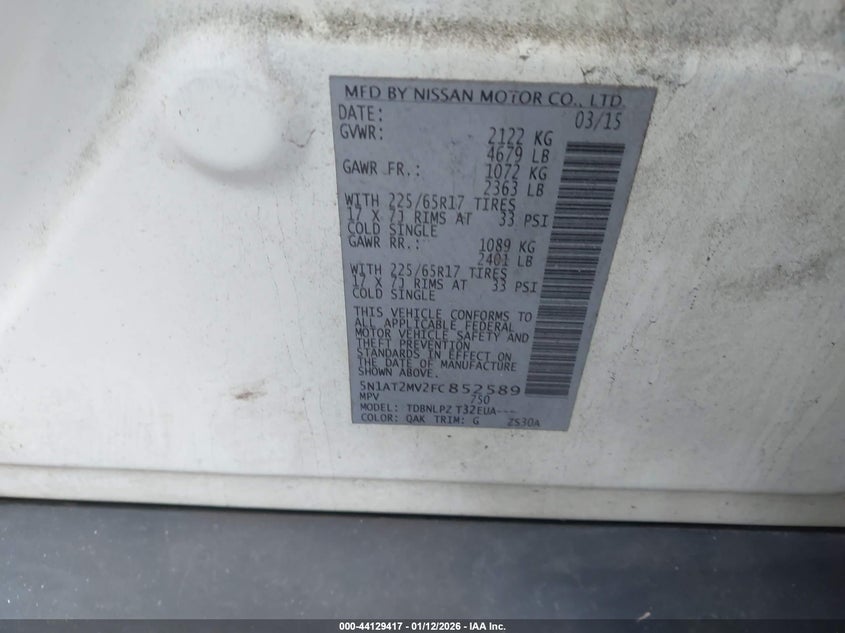 MFD BY NISSAN MOTOR CO., LTD.
DATE: 03/15
GVWR: 2122 KG
4679 LB
GAWR FR.: 1072 KG
2363 LB
WITH 225/65R17 TIRES
17 X 7J RIMS AT 33 PSI
COLD SINGLE
GAWR RR.: 1089 KG
2401 LB
WITH 225/65R17 TIRES
17 X 7J RIMS AT 33 PSI
COLD SINGLE
THIS VEHICLE CONFORMS TO
ALL APPLICABLE FEDERAL
MOTOR VEHICLE SAFETY AND
THEFT PREVENTION
STANDARDS IN EFFECT ON
THE DATE OF MANUFACTURE
SHOWN ABOVE.
5N1AT2MV2FC852589
MPV 750
MODEL: TDBNLPZ T32EUA---
COLOR: QAK TRIM: G ZS30A
000-44129417 - 01/12/2026 - IAA Inc.